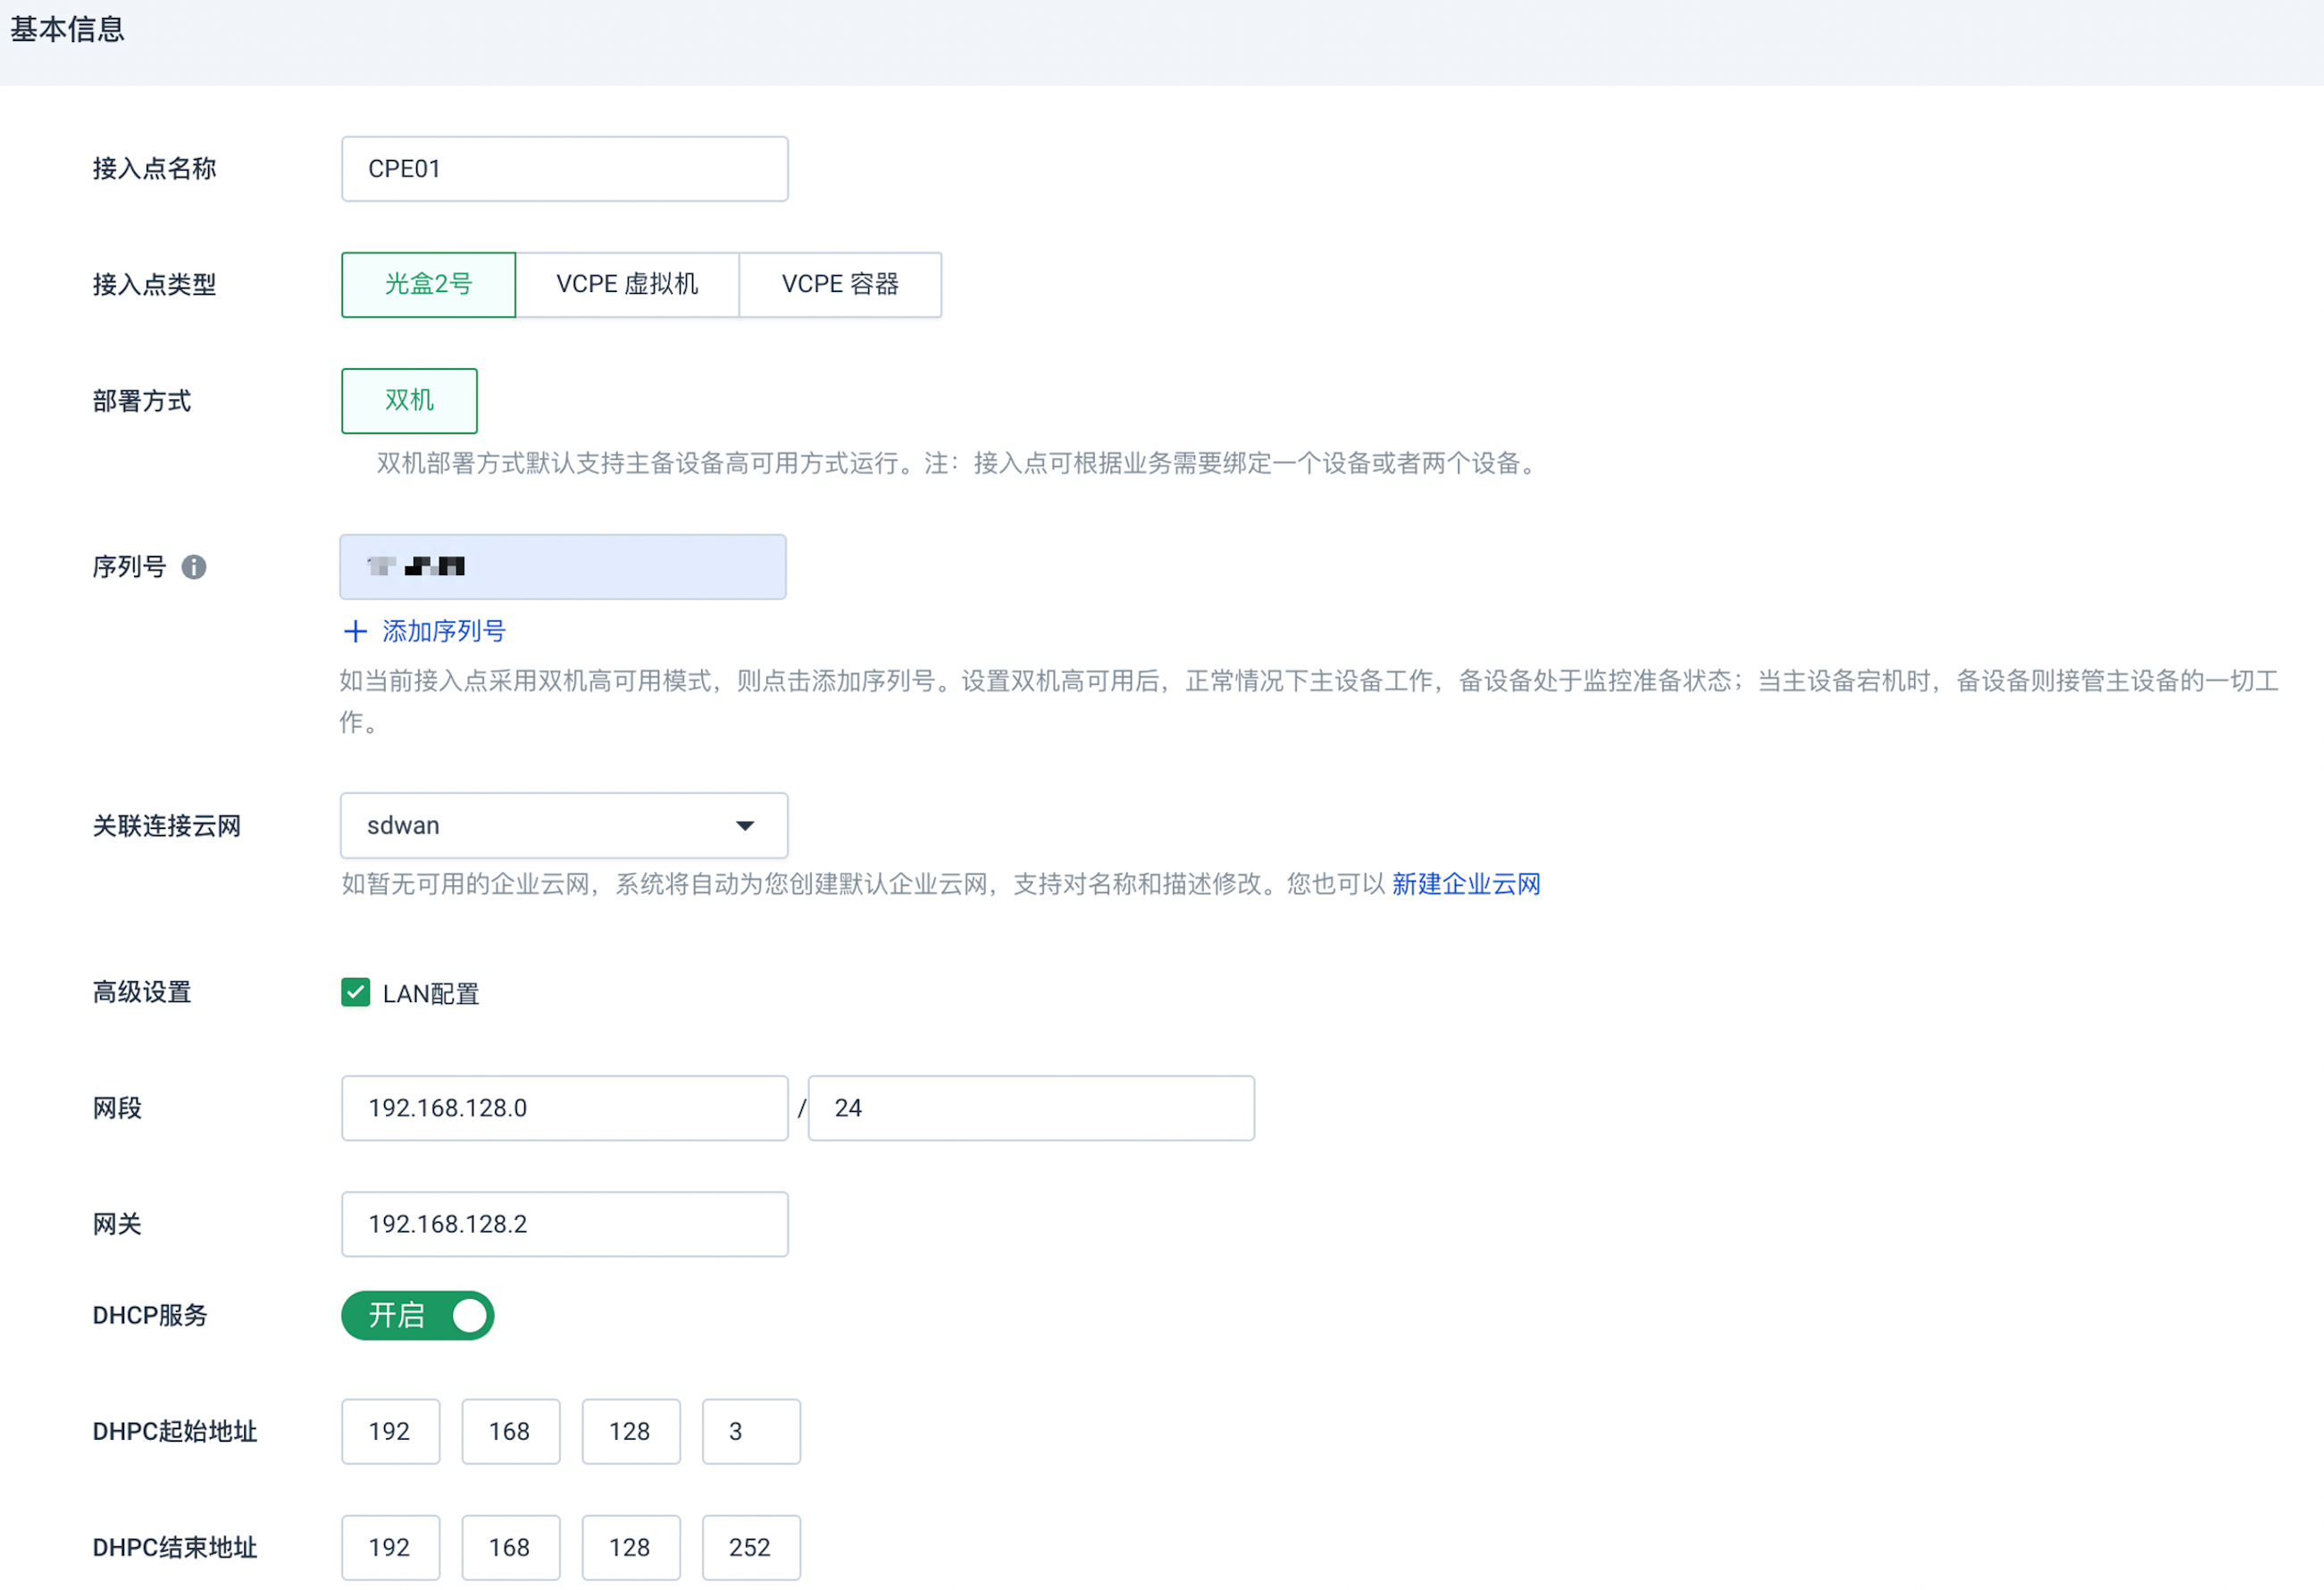 基本信息
接入点名称 CPE01
接入点类型 光盒2号 VCPE 虚拟机 VCPE 容器
部署方式 双机
双机部署方式默认支持主备设备高可用方式运行。注：接入点可根据业务需要绑定一个设备或者两个设备。
序列号
添加序列号
如当前接入点采用双机高可用模式，则点击添加序列号。设置双机高可用后，正常情况下主设备工作，备设备处于监控准备状态；当主设备宕机时，备设备则接管主设备的一切工
作。
关联连接云网 sdwan
如暂无可用的企业云网，系统将自动为您创建默认企业云网，支持对名称和描述修改。您也可以 新建企业云网
高级设置 LAN配置
网段 192.168.128.0 / 24
网关 192.168.128.2
DHCP服务 开启
DHPC起始地址 192 168 128 3
DHPC结束地址 192 168 128 252